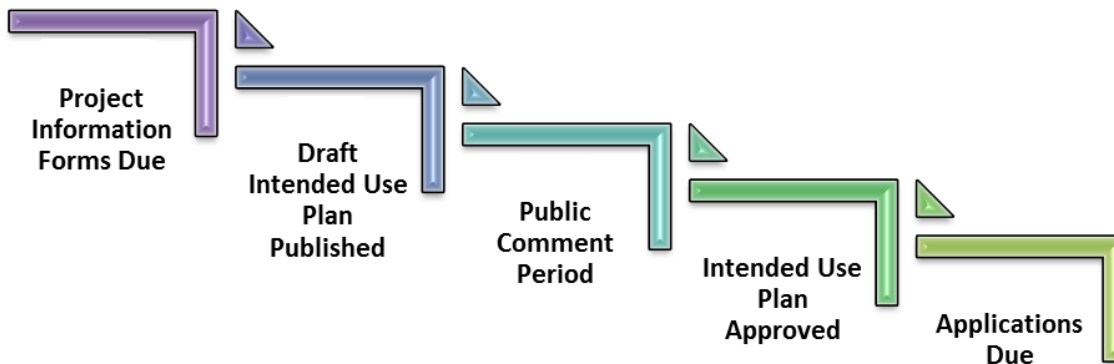 Project
Information
Forms Due
Draft
Intended Use
Plan
Published
Public
Comment
Period
Intended Use
Plan
Approved
Applications
Due